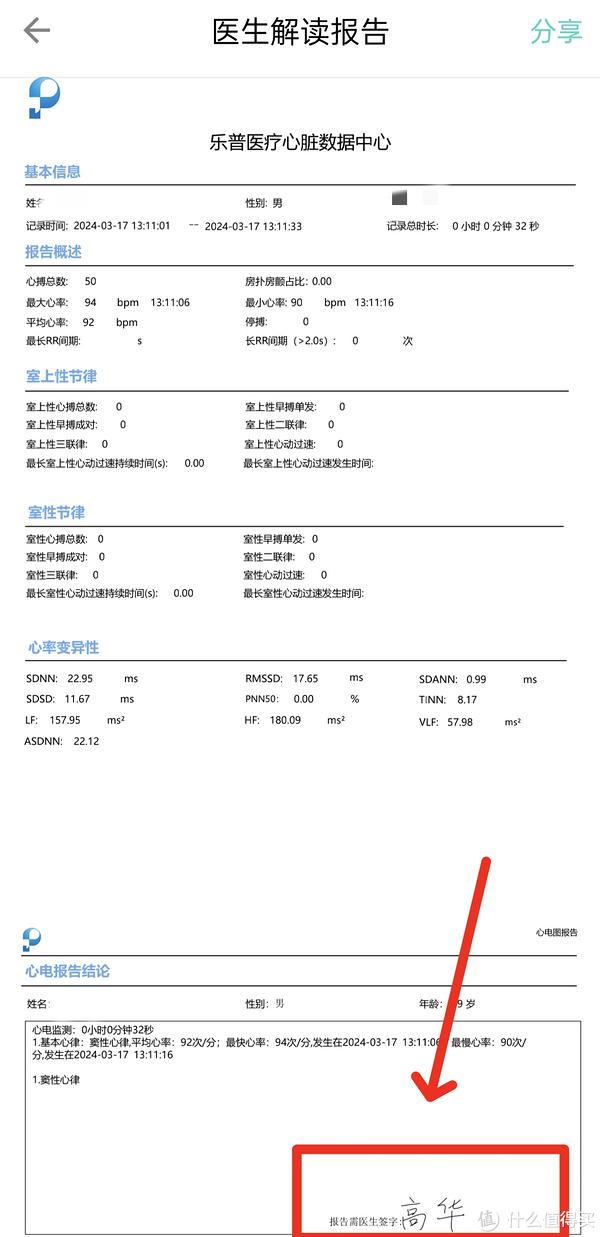 医生解读报告
分享
乐普医疗心脏数据中心
基本信息
性别: 男
记录时间: 2024-03-17 13:11:01 -- 2024-03-17 13:11:33 记录总时长: 0 小时 0 分钟 32 秒
报告概述
心搏总数: 50 房扑房颤占比: 0.00
最大心率: 94 bpm 13:11:06 最小心率: 90 bpm 13:11:16
平均心率: 92 bpm 停搏: 0
最长RR间期: s 长RR间期（>2.0s）: 0 次
室上性节律
室上性心搏总数: 0 室上性早搏单发: 0
室上性早搏成对: 0 室上性二联律: 0
室上性三联律: 0 室上性心动过速: 0
最长室上性心动过速持续时间(s): 0.00 最长室上性心动过速发生时间:
室性节律
室性心搏总数: 0 室性早搏单发: 0
室性早搏成对: 0 室性二联律: 0
室性三联律: 0 室性心动过速: 0
最长室性心动过速持续时间(s): 0.00 最长室性心动过速发生时间:
心率变异性
SDNN: 22.95 ms RMSSD: 17.65 ms SDANN: 0.99 ms
SDSD: 11.67 ms PNN50: 0.00 % TINN: 8.17
LF: 157.95 ms² HF: 180.09 ms² VLF: 57.98 ms²
ASDNN: 22.12
心电图报告
心电报告结论
姓名: 性别: 男 年龄: 9 岁
心电监测: 0小时0分钟32秒
1.基本心律: 窦性心律,平均心率: 92次/分; 最快心率: 94次/分,发生在2024-03-17 13:11:06 最慢心率: 90次/
分,发生在2024-03-17 13:11:16
1.窦性心律
报告需医生签字: 高华
值 什么值得买